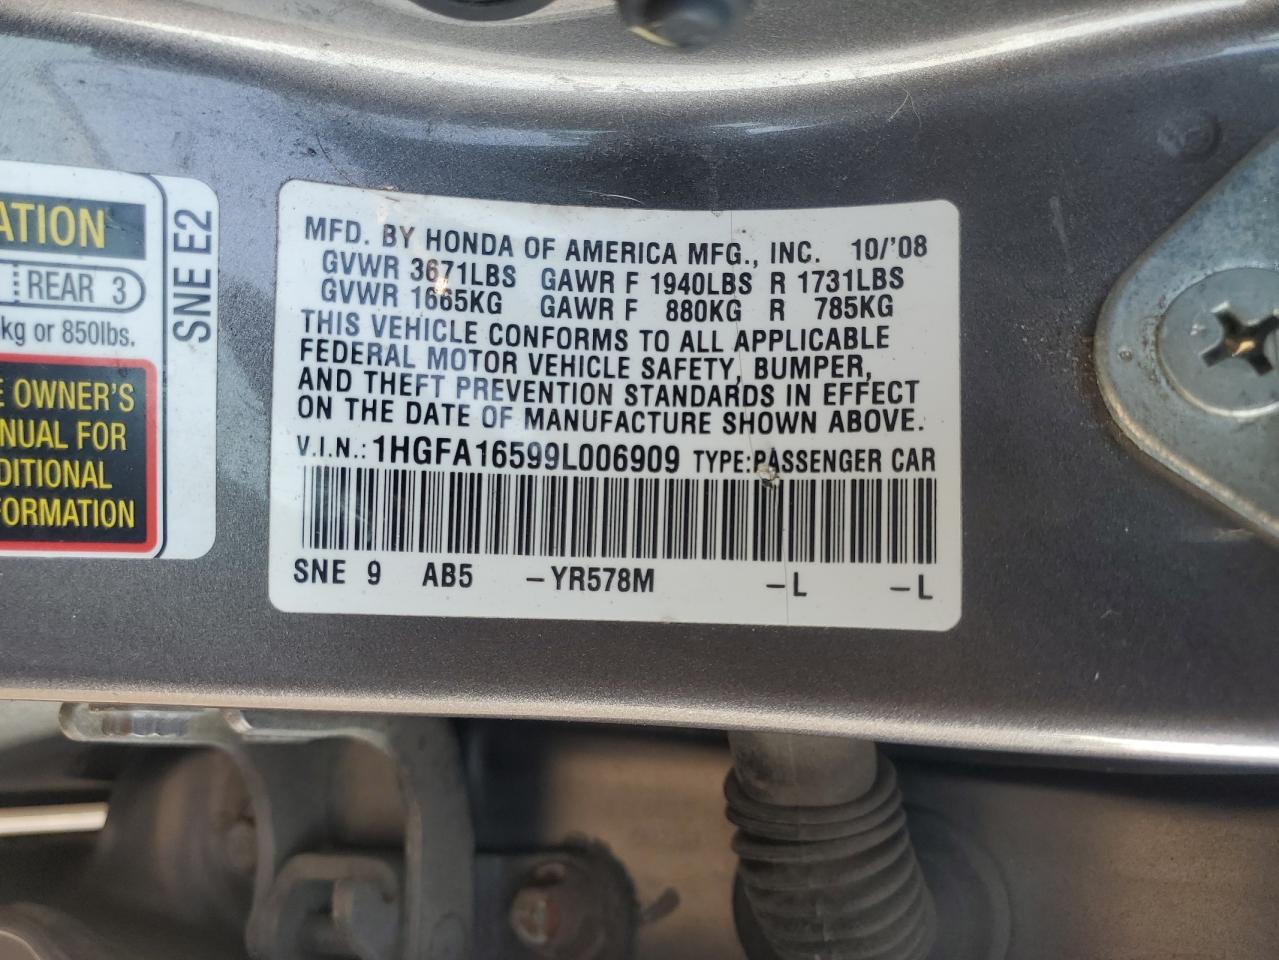 ATION
REAR 3
kg or 850lbs.
E OWNER'S
NUAL FOR
DITIONAL
FORMATION
SNE E2
MFD. BY HONDA OF AMERICA MFG., INC. 10/'08
GVWR 3671LBS GAWR F 1940LBS R 1731LBS
GVWR 1665KG GAWR F 880KG R 785KG
THIS VEHICLE CONFORMS TO ALL APPLICABLE
FEDERAL MOTOR VEHICLE SAFETY, BUMPER,
AND THEFT PREVENTION STANDARDS IN EFFECT
ON THE DATE OF MANUFACTURE SHOWN ABOVE.
V.I.N.: 1HGFA16599L006909 TYPE:PASSENGER CAR
SNE 9 AB5 -YR578M -L -L